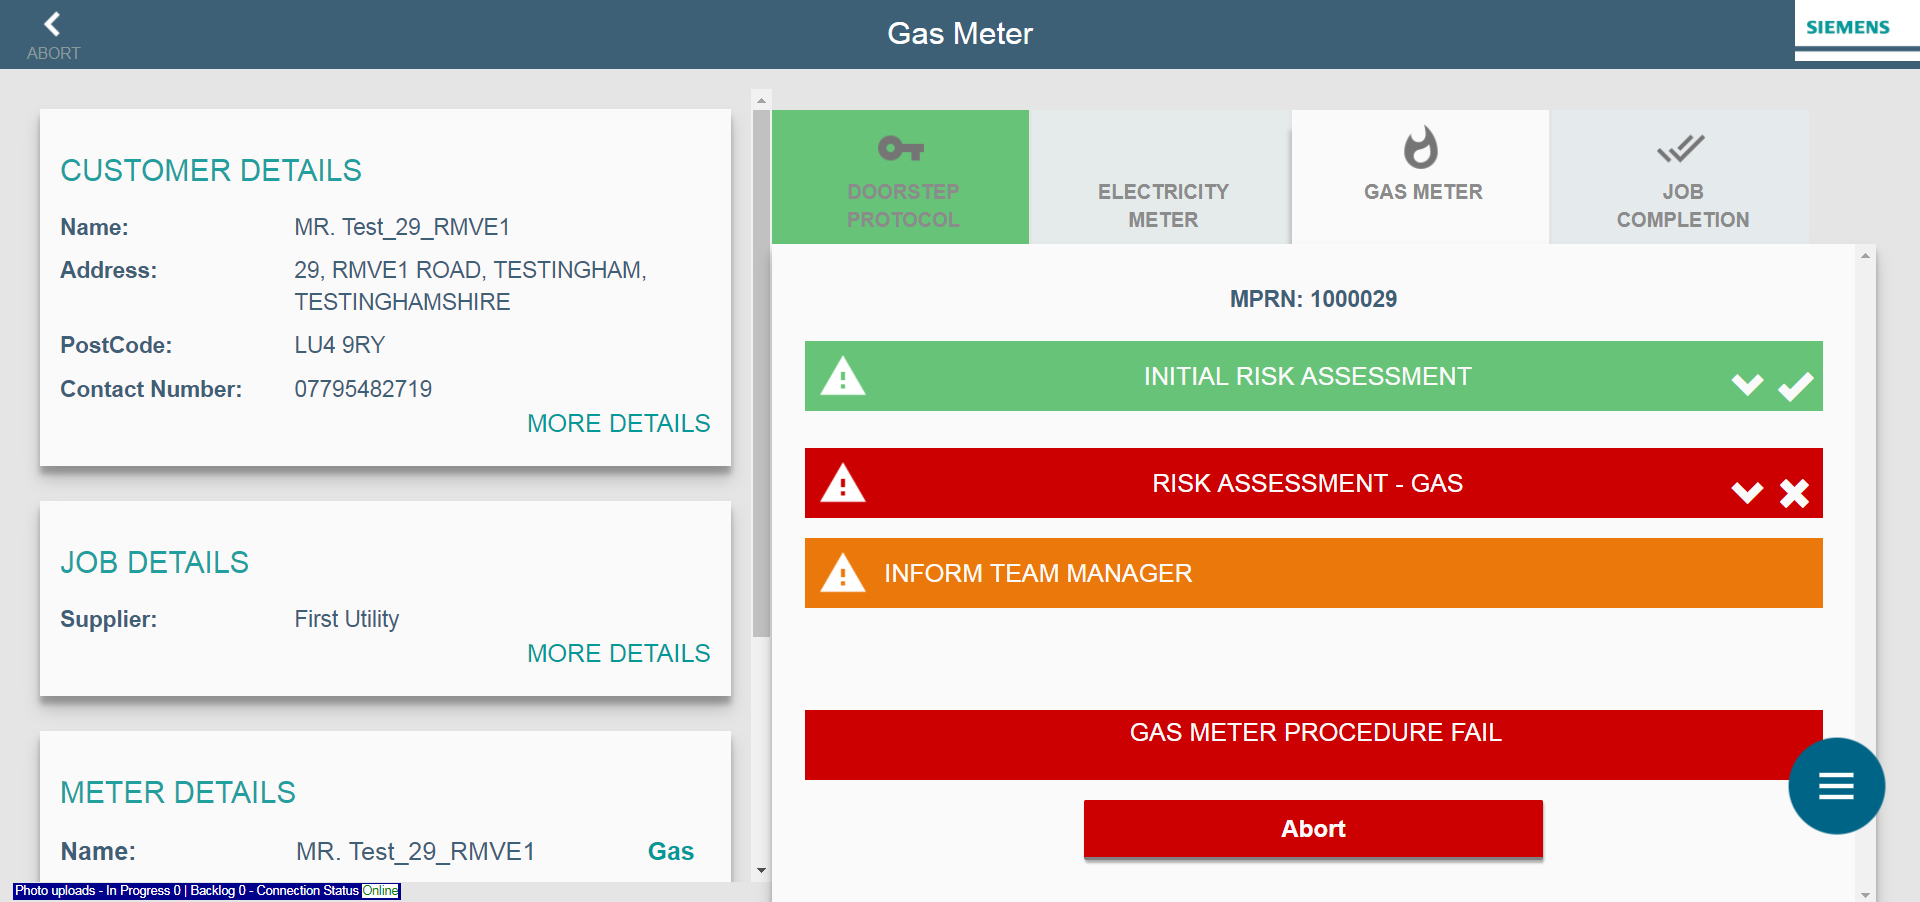 ABORT
Gas Meter
SIEMENS
CUSTOMER DETAILS
Name: MR. Test_29_RMVE1
Address: 29, RMVE1 ROAD, TESTINGHAM,
TESTINGHAMSHIRE
PostCode: LU4 9RY
Contact Number: 07795482719
MORE DETAILS
JOB DETAILS
Supplier: First Utility
MORE DETAILS
METER DETAILS
Name: MR. Test_29_RMVE1 Gas
Photo uploads - In Progress 0 | Backlog 0 - Connection Status Online
DOORSTEP
PROTOCOL
ELECTRICITY
METER
GAS METER
JOB
COMPLETION
MPRN: 1000029
INITIAL RISK ASSESSMENT
RISK ASSESSMENT - GAS
INFORM TEAM MANAGER
GAS METER PROCEDURE FAIL
Abort